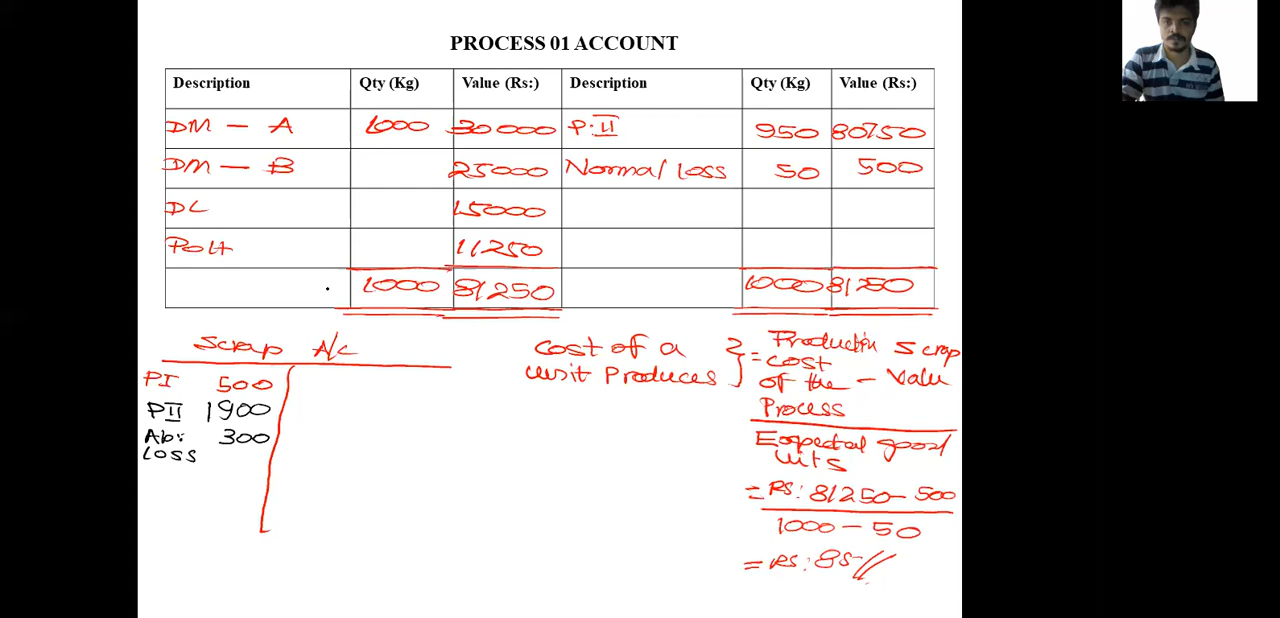 PROCESS 01 ACCOUNT
Description Qty (Kg) Value (Rs:) Description Qty (Kg) Value (Rs:)
DM - A 1000 30000 P.II 950 80750
DM - B 25000 Normal loss 50 500
DL 15000
POH 11250
1000 81250 1000 81250
Scrap A/c
PI 500
PII 1900
Ab: 300
Loss
Cost of a
unit Produces
= Production Scrap
cost
of the - Value
Process
Expected good
units
= RS: 81250 - 500
1000 - 50
= RS: 85//